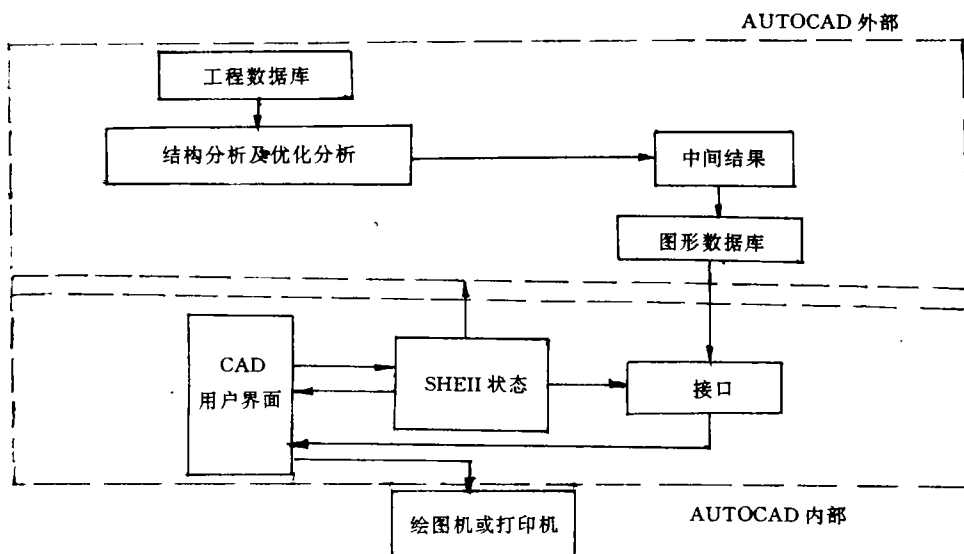 AUTOCAD 外部
工程数据库
结构分析及优化分析
中间结果
图形数据库
CAD
用户界面
SHEII 状态
接口
绘图机或打印机
AUTOCAD 内部